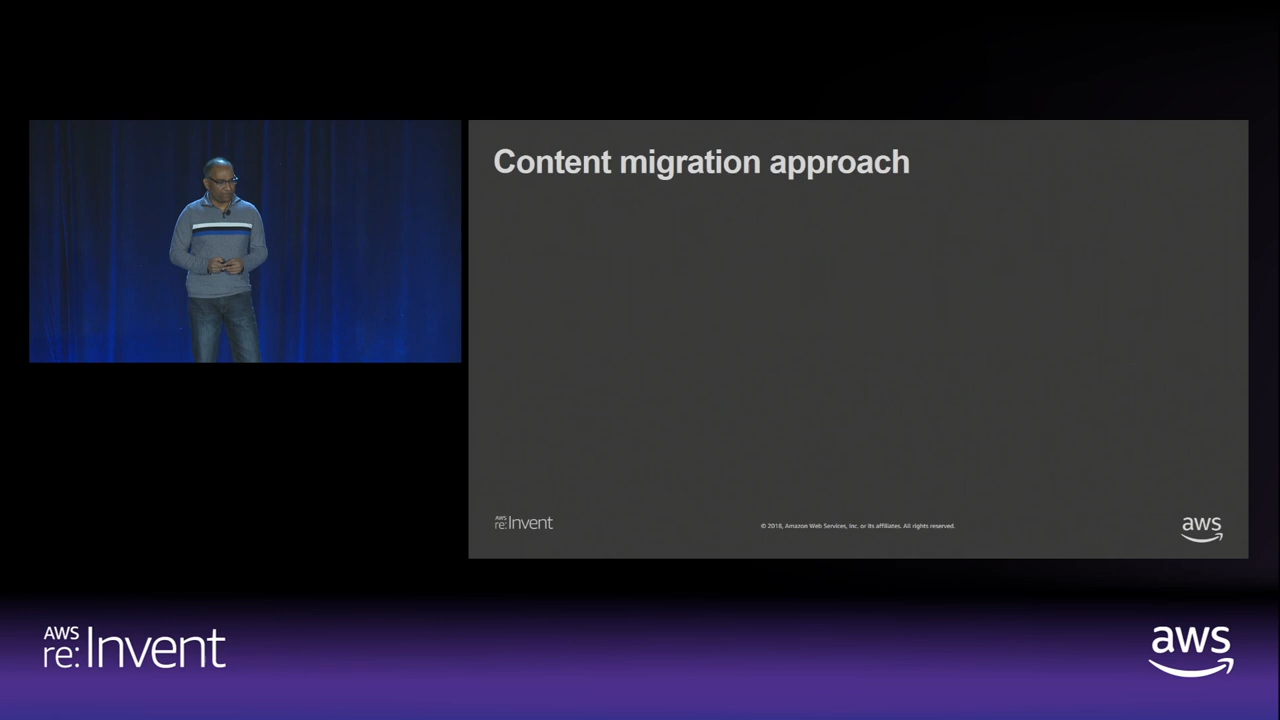 Content migration approach
AWS
re:Invent
© 2018, Amazon Web Services, Inc. or its affiliates. All rights reserved.
aws
AWS
re:Invent
aws